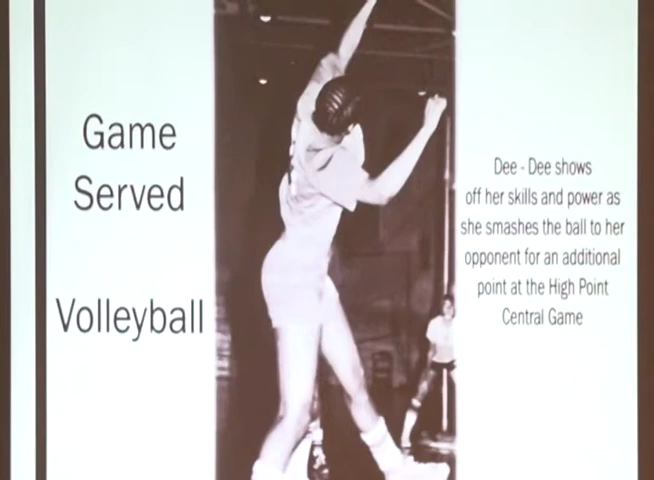 Game
Served
Volleyball
Dee - Dee shows
off her skills and power as
she smashes the ball to her
opponent for an additional
point at the High Point
Central Game